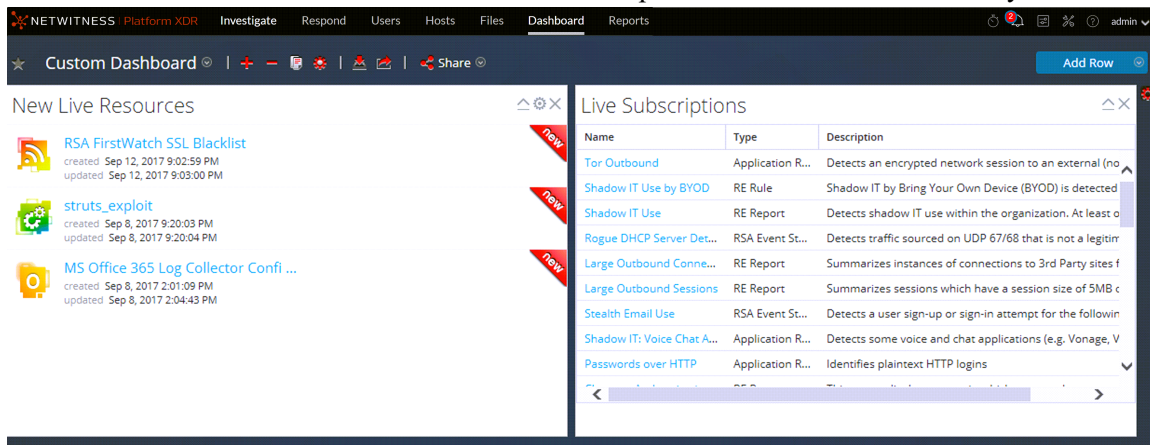 NETWITNESS Platform XDR Investigate Respond Users Hosts Files Dashboard Reports 2 admin
Custom Dashboard Share Add Row
New Live Resources
RSA FirstWatch SSL Blacklist
created Sep 12, 2017 9:02:59 PM
updated Sep 12, 2017 9:03:00 PM
new
struts_exploit
created Sep 8, 2017 9:20:03 PM
updated Sep 8, 2017 9:20:04 PM
new
MS Office 365 Log Collector Confi ...
created Sep 8, 2017 2:01:09 PM
updated Sep 8, 2017 2:04:43 PM
new
Live Subscriptions
Name Type Description
Tor Outbound Application R... Detects an encrypted network session to an external (no
Shadow IT Use by BYOD RE Rule Shadow IT by Bring Your Own Device (BYOD) is detected
Shadow IT Use RE Report Detects shadow IT use within the organization. At least o
Rogue DHCP Server Det... RSA Event St... Detects traffic sourced on UDP 67/68 that is not a legitim
Large Outbound Conne... RE Report Summarizes instances of connections to 3rd Party sites f
Large Outbound Sessions RE Report Summarizes sessions which have a session size of 5MB o
Stealth Email Use RSA Event St... Detects a user sign-up or sign-in attempt for the followin
Shadow IT: Voice Chat A... Application R... Detects some voice and chat applications (e.g. Vonage, V
Passwords over HTTP Application R... Identifies plaintext HTTP logins